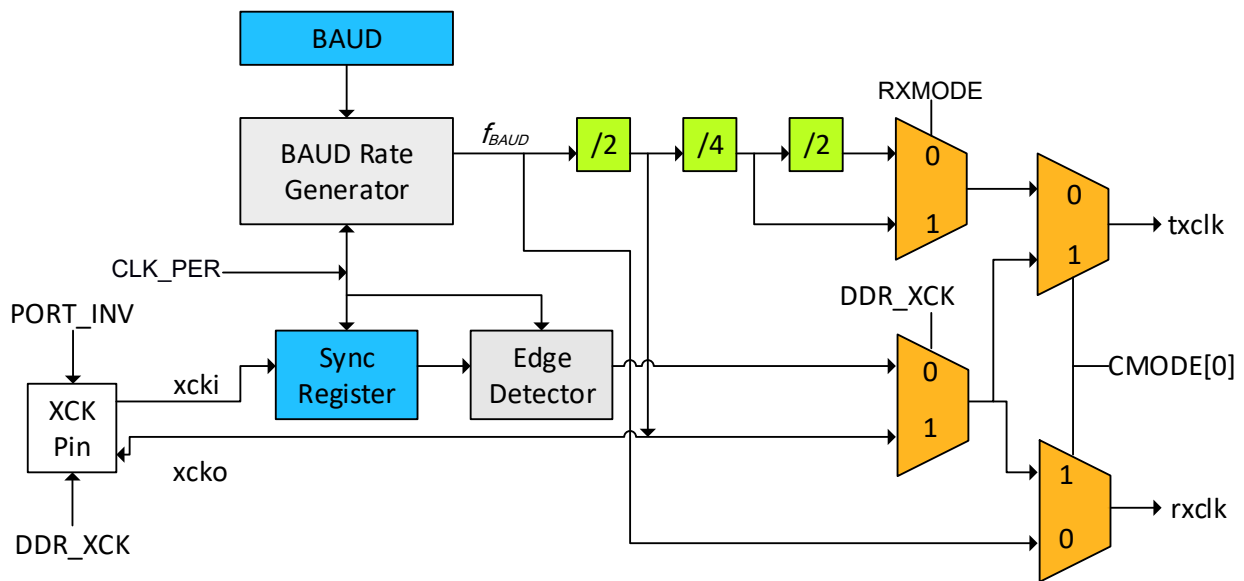 BAUD
RXMODE
BAUD Rate
Generator
fBAUD
/2
/4
/2
0
1
0
1
txclk
CLK_PER
PORT_INV
DDR_XCK
Sync
Register
Edge
Detector
0
1
CMODE[0]
xcki
XCK
Pin
xcko
1
0
rxclk
DDR_XCK